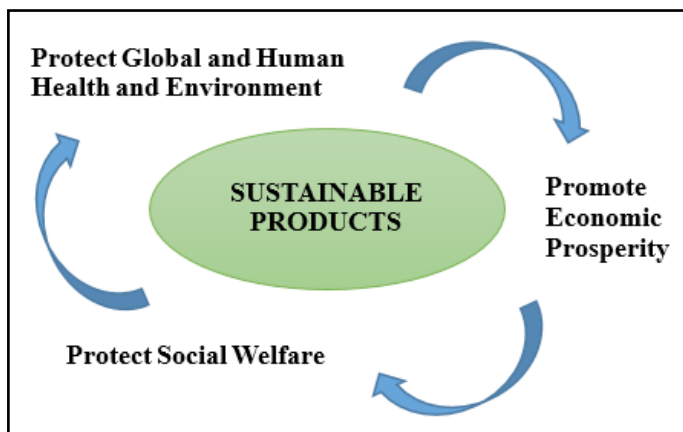 Protect Global and Human
Health and Environment
SUSTAINABLE
PRODUCTS
Promote
Economic
Prosperity
Protect Social Welfare